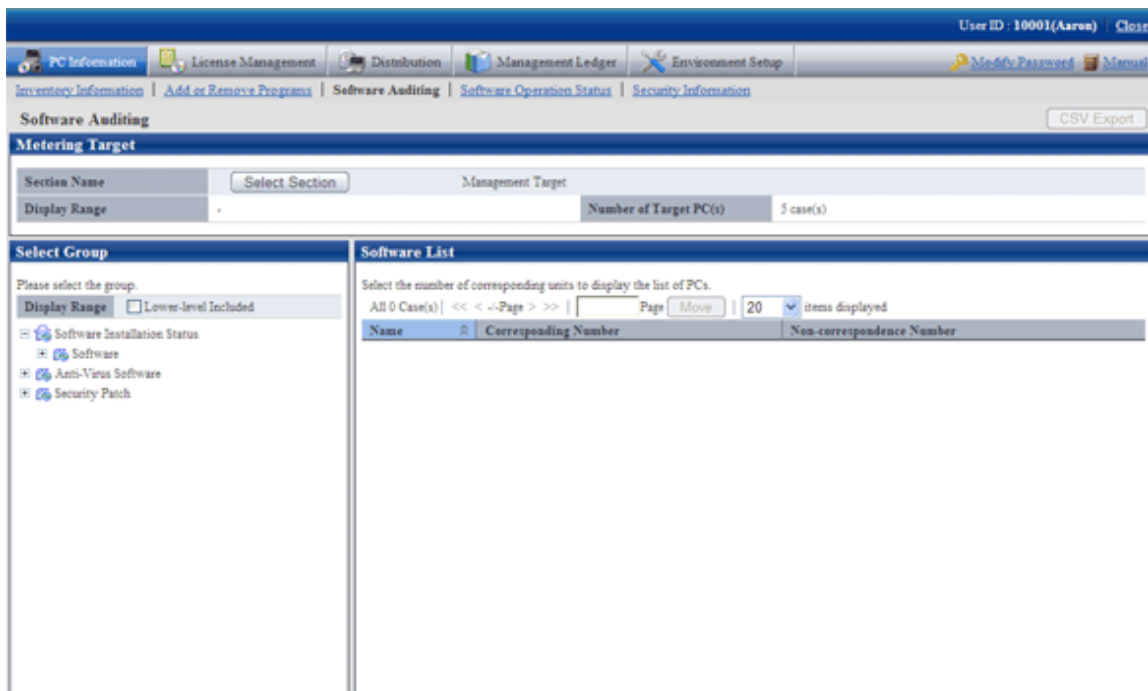 User ID : 10001(Aaron) Close
PC Information License Management Distribution Management Ledger Environment Setup Modify Password Manual
Inventory Information | Add or Remove Programs | Software Auditing | Software Operation Status | Security Information
Software Auditing CSV Export
Metering Target
Section Name Select Section Management Target
Display Range - Number of Target PC(s) 5 case(s)
Select Group
Please select the group.
Display Range Lower-level Included
Software Installation Status
Software
Anti-Virus Software
Security Patch
Software List
Select the number of corresponding units to display the list of PCs.
All 0 Case(s) | << < -/-Page > >> | Page Move | 20 items displayed
Name Corresponding Number Non-correspondence Number